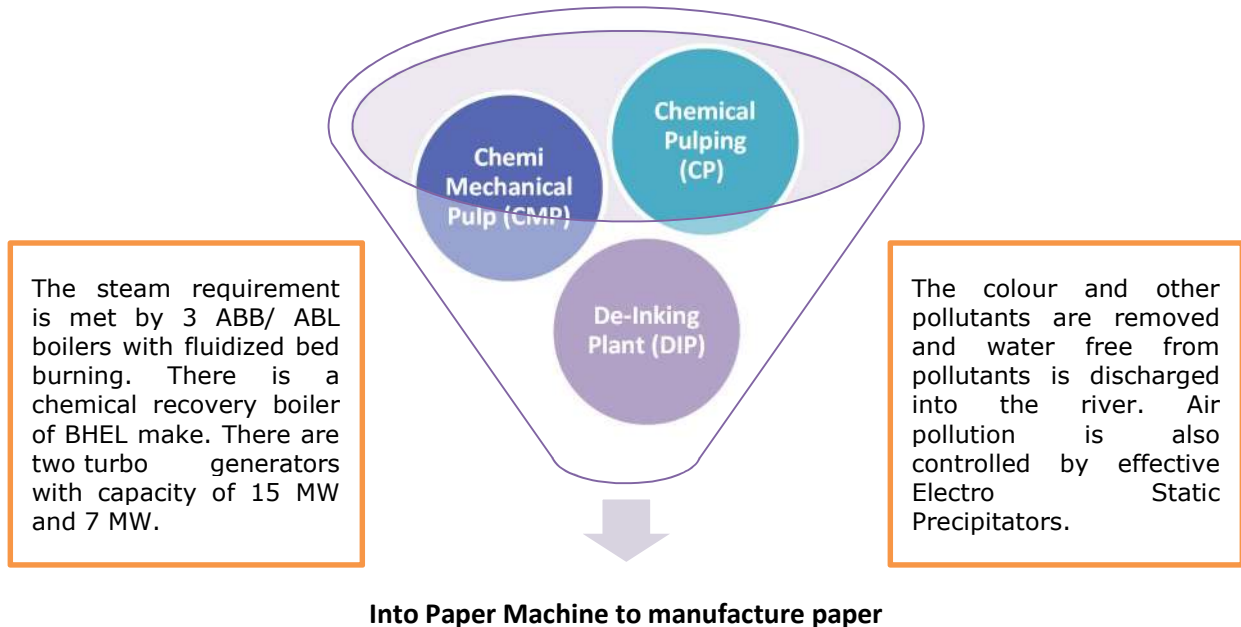 Chemical
Pulping
(CP)
Chemi
Mechanical
Pulp (CMP)
De-Inking
Plant (DIP)
The steam requirement
is met by 3 ABB/ ABL
boilers with fluidized bed
burning. There is a
chemical recovery boiler
of BHEL make. There are
two turbo generators
with capacity of 15 MW
and 7 MW.
The colour and other
pollutants are removed
and water free from
pollutants is discharged
into the river. Air
pollution is also
controlled by effective
Electro Static
Precipitators.
Into Paper Machine to manufacture paper